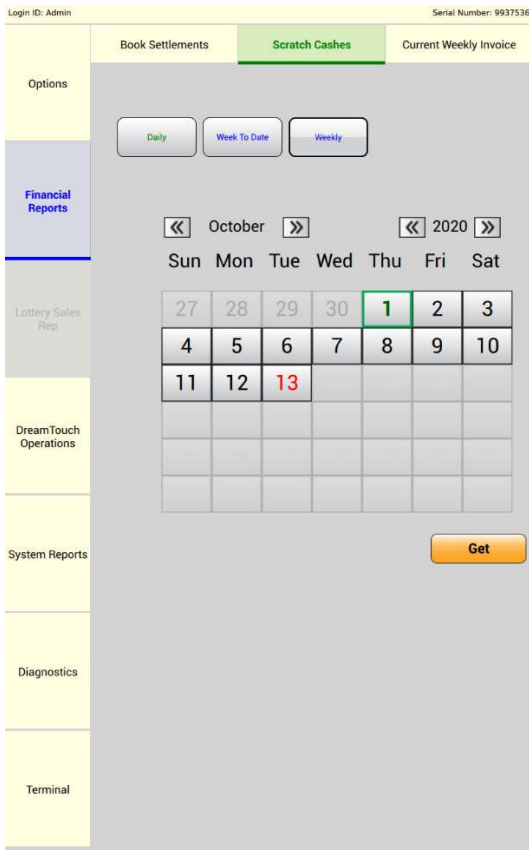 Login ID: Admin
Serial Number: 9937536
Options
Book Settlements
Scratch Cashes
Current Weekly Invoice
Daily
Week To Date
Weekly
Financial
Reports
October
2020
Sun Mon Tue Wed Thu Fri Sat
27 28 29 30 1 2 3
4 5 6 7 8 9 10
11 12 13
Lottery Sales
Rep
DreamTouch
Operations
Get
System Reports
Diagnostics
Terminal